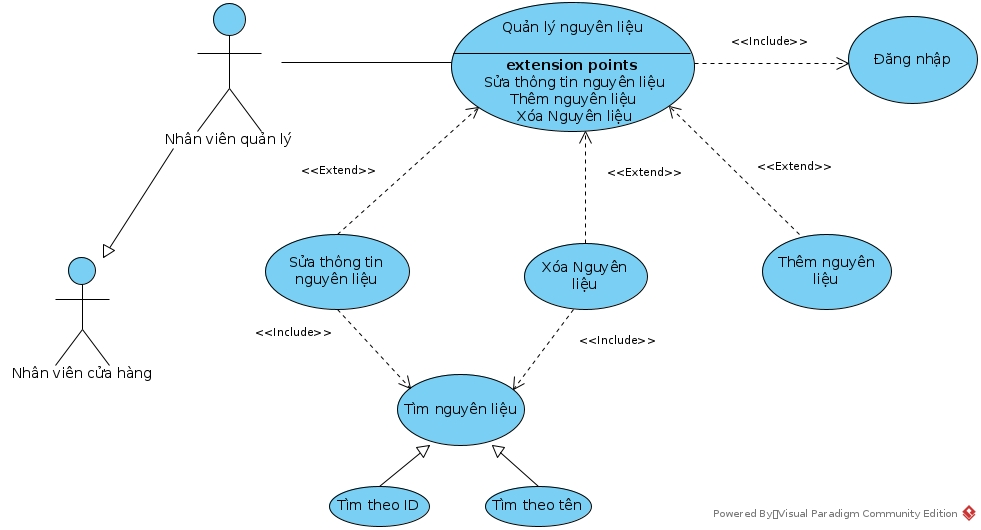 Quản lý nguyên liệu
<<Include>>
Đăng nhập
extension points
Sửa thông tin nguyên liệu
Thêm nguyên liệu
Xóa Nguyên liệu
Nhân viên quản lý
<<Extend>>
<<Extend>>
<<Extend>>
Sửa thông tin
nguyên liệu
Xóa Nguyên
liệu
Thêm nguyên
liệu
Nhân viên cửa hàng
<<Include>>
<<Include>>
Tìm nguyên liệu
Tìm theo ID
Tìm theo tên
Powered By Visual Paradigm Community Edition